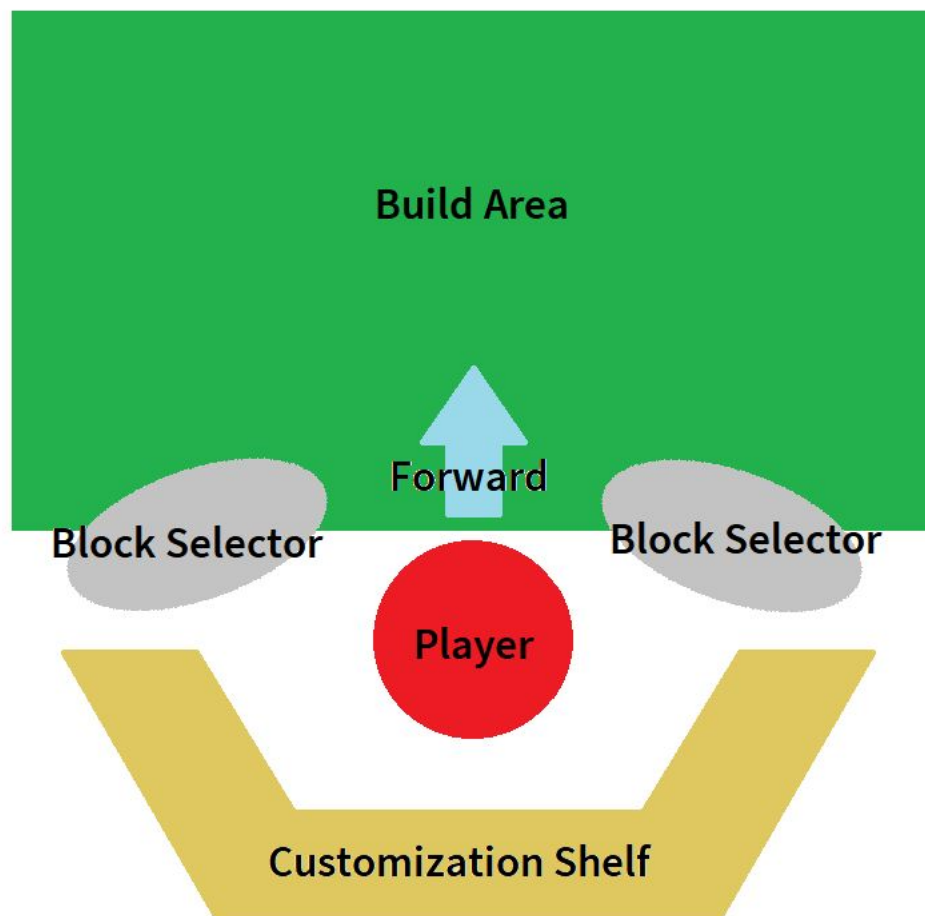 Build Area
Forward
Block Selector
Block Selector
Player
Customization Shelf